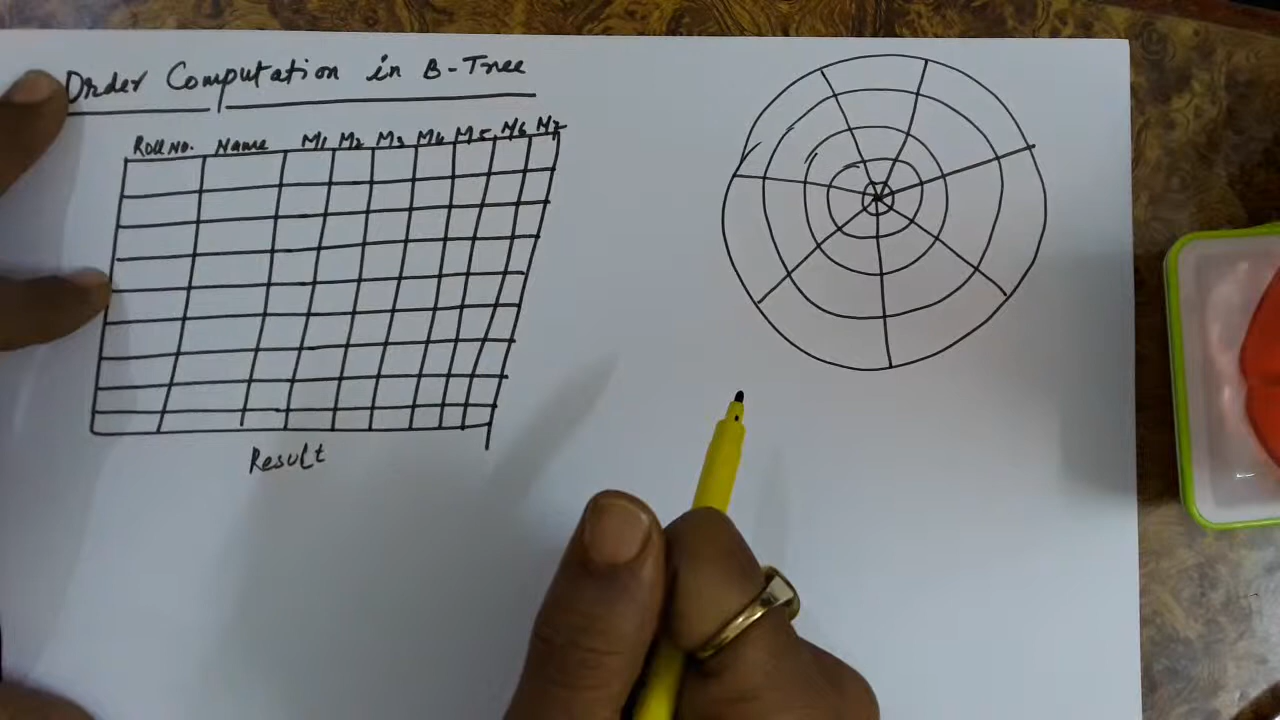 Order Computation in B-Tree
Roll No. Name M1 M2 M3 M4 M5 M6 M7
Result